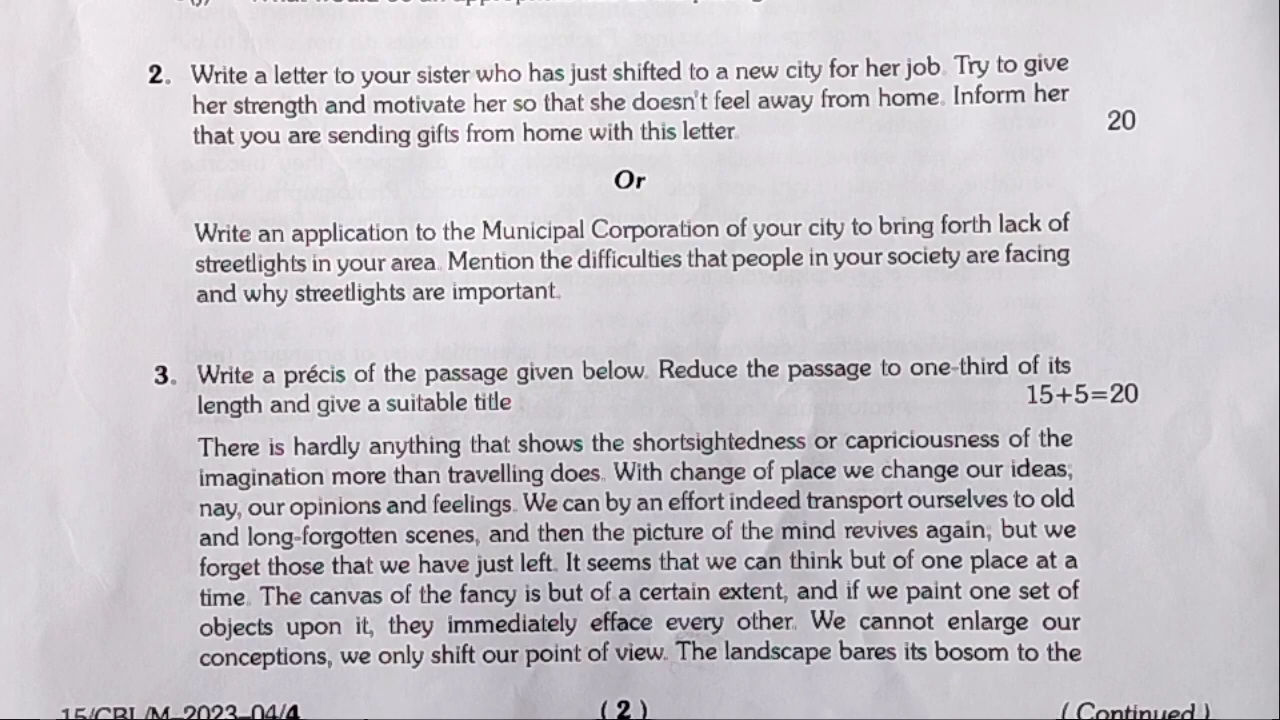 2. Write a letter to your sister who has just shifted to a new city for her job. Try to give
her strength and motivate her so that she doesn't feel away from home. Inform her
that you are sending gifts from home with this letter.
20
Or
Write an application to the Municipal Corporation of your city to bring forth lack of
streetlights in your area. Mention the difficulties that people in your society are facing
and why streetlights are important.
3. Write a précis of the passage given below. Reduce the passage to one-third of its
length and give a suitable title
15+5=20
There is hardly anything that shows the shortsightedness or capriciousness of the
imagination more than travelling does. With change of place we change our ideas;
nay, our opinions and feelings. We can by an effort indeed transport ourselves to old
and long-forgotten scenes, and then the picture of the mind revives again; but we
forget those that we have just left. It seems that we can think but of one place at a
time. The canvas of the fancy is but of a certain extent, and if we paint one set of
objects upon it, they immediately efface every other. We cannot enlarge our
conceptions, we only shift our point of view. The landscape bares its bosom to the
15/CBL/M-2023-04/4
( 2 )
( Continued )